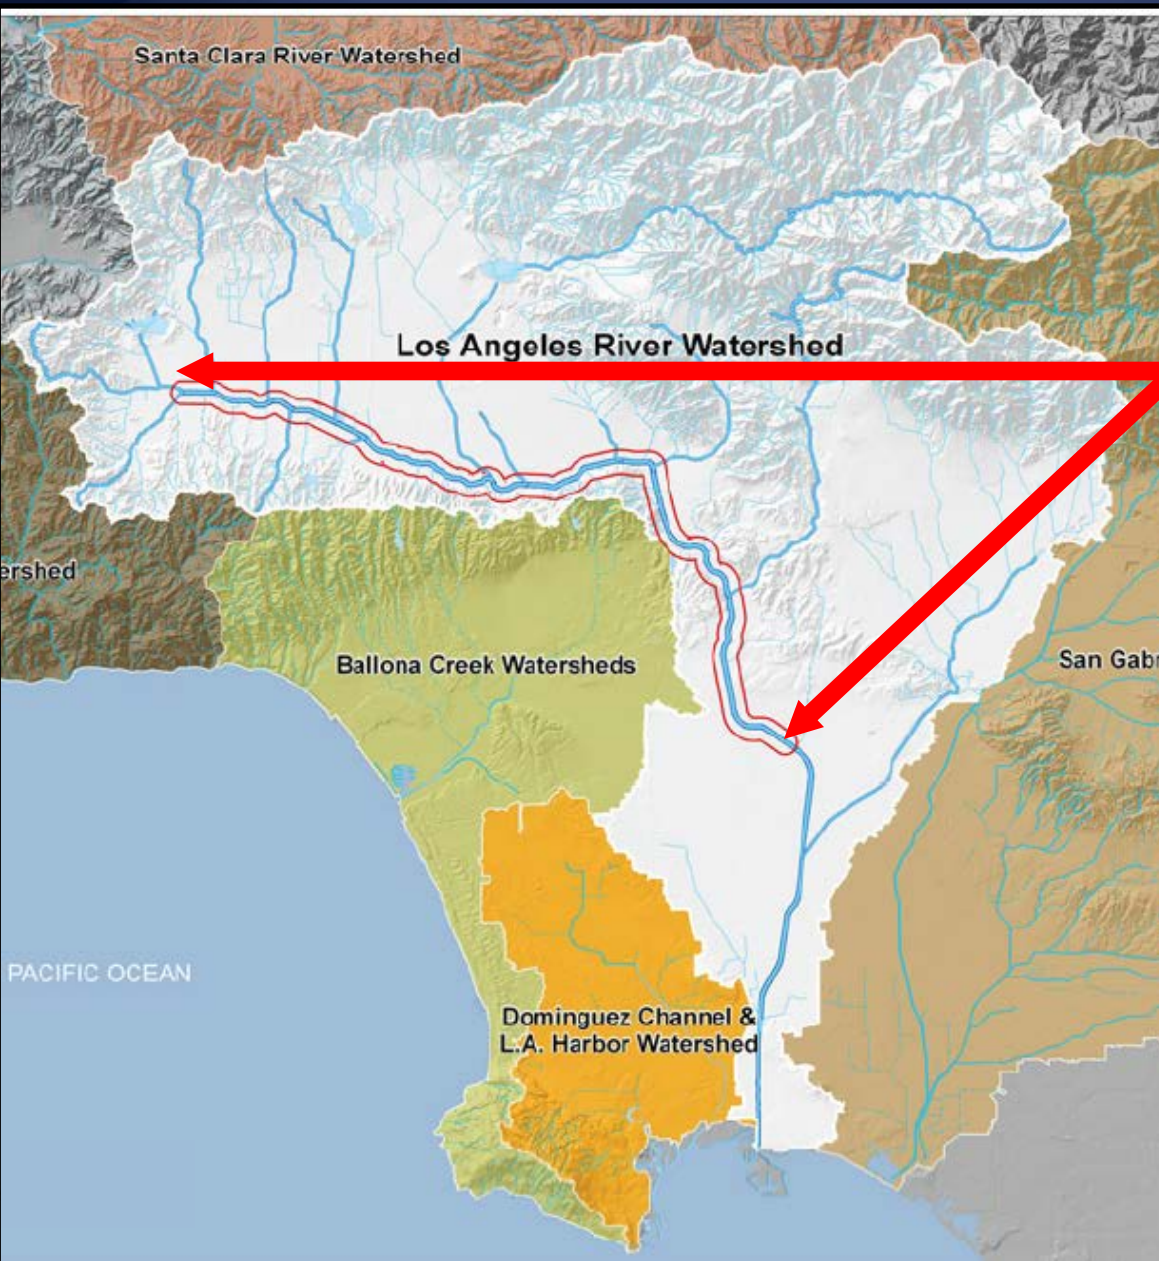 Santa Clara River Watershed
Los Angeles River Watershed
ershed
Ballona Creek Watersheds
San Gabr
PACIFIC OCEAN
Dominguez Channel &
L.A. Harbor Watershed